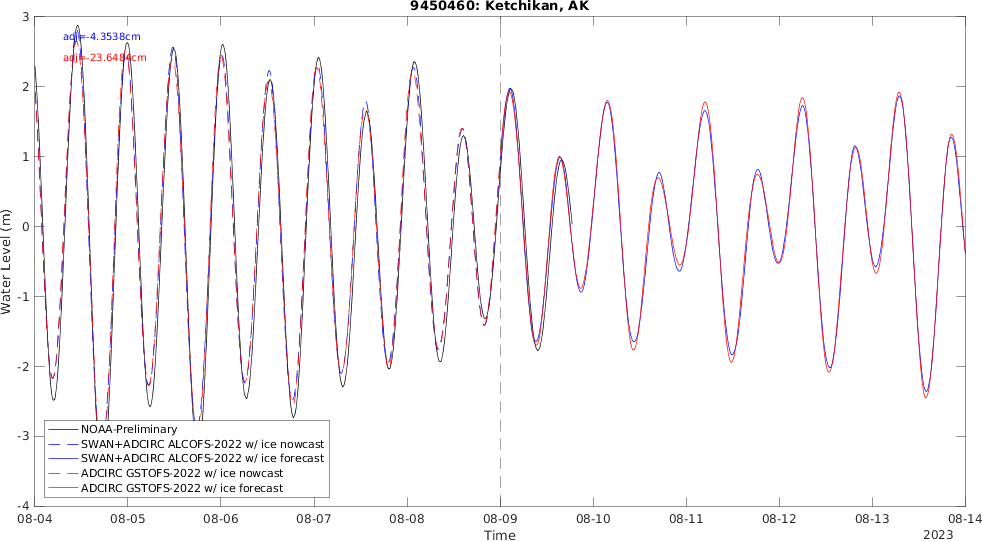 9450460: Ketchikan, AK
adj=-4.3538cm
adj=-23.6484cm
Water Level (m)
3
2
1
0
-1
-2
-3
-4
NOAA-Preliminary
SWAN+ADCIRC ALCOFS-2022 w/ ice nowcast
SWAN+ADCIRC ALCOFS-2022 w/ ice forecast
ADCIRC GSTOFS-2022 w/ ice nowcast
ADCIRC GSTOFS-2022 w/ ice forecast
08-04 08-05 08-06 08-07 08-08 08-09 08-10 08-11 08-12 08-13 08-14
Time
2023